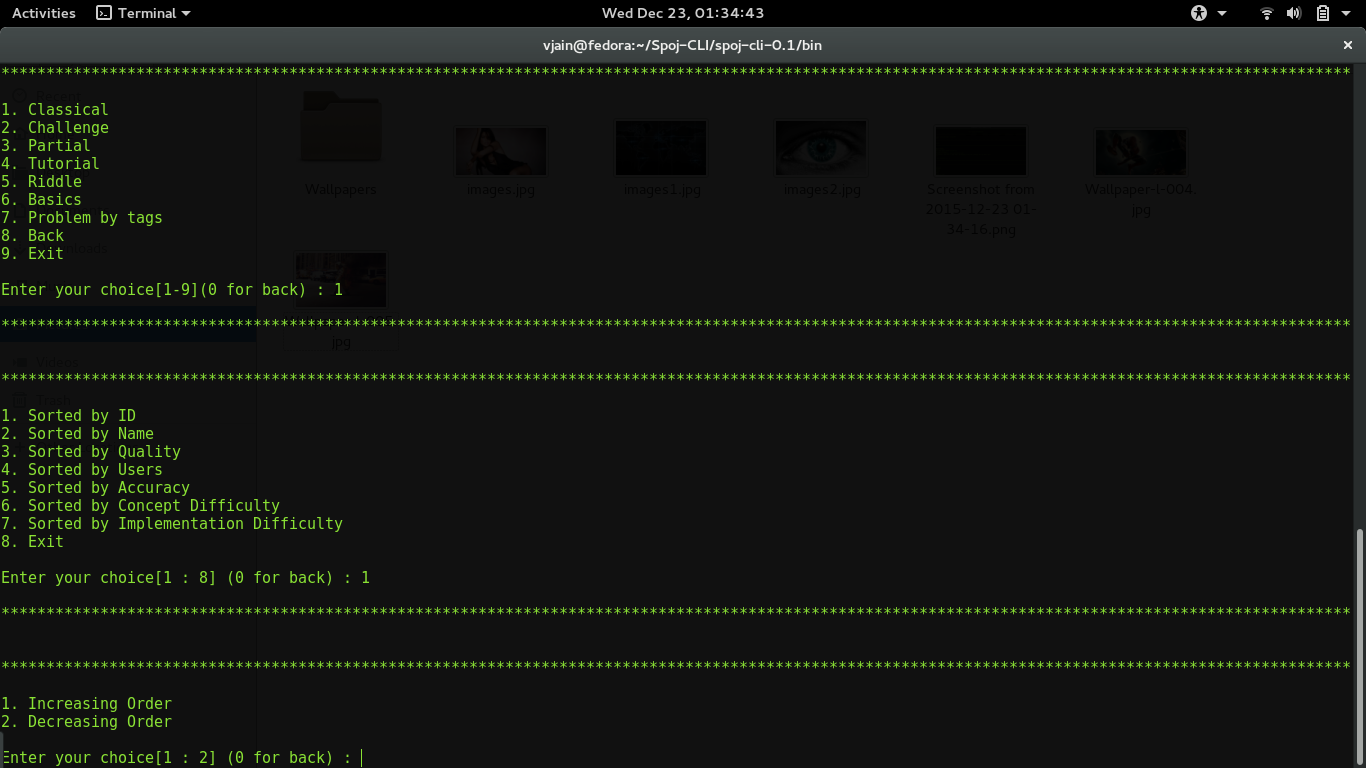 Activities Terminal Wed Dec 23, 01:34:43
vjain@fedora:~/Spoj-CLI/spoj-cli-0.1/bin ×
******************************************************************************************************************************************************
1. Classical
2. Challenge
3. Partial
4. Tutorial
5. Riddle
6. Basics
7. Problem by tags
8. Back
9. Exit
Enter your choice[1-9](0 for back) : 1
******************************************************************************************************************************************************
******************************************************************************************************************************************************
1. Sorted by ID
2. Sorted by Name
3. Sorted by Quality
4. Sorted by Users
5. Sorted by Accuracy
6. Sorted by Concept Difficulty
7. Sorted by Implementation Difficulty
8. Exit
Enter your choice[1 : 8] (0 for back) : 1
******************************************************************************************************************************************************
******************************************************************************************************************************************************
1. Increasing Order
2. Decreasing Order
Enter your choice[1 : 2] (0 for back) :
Wallpapers
images.jpg
images1.jpg
images2.jpg
Screenshot from
2015-12-23 01-
34-16.png
Wallpaper-l-004.
jpg
jpg
Videos
Trash